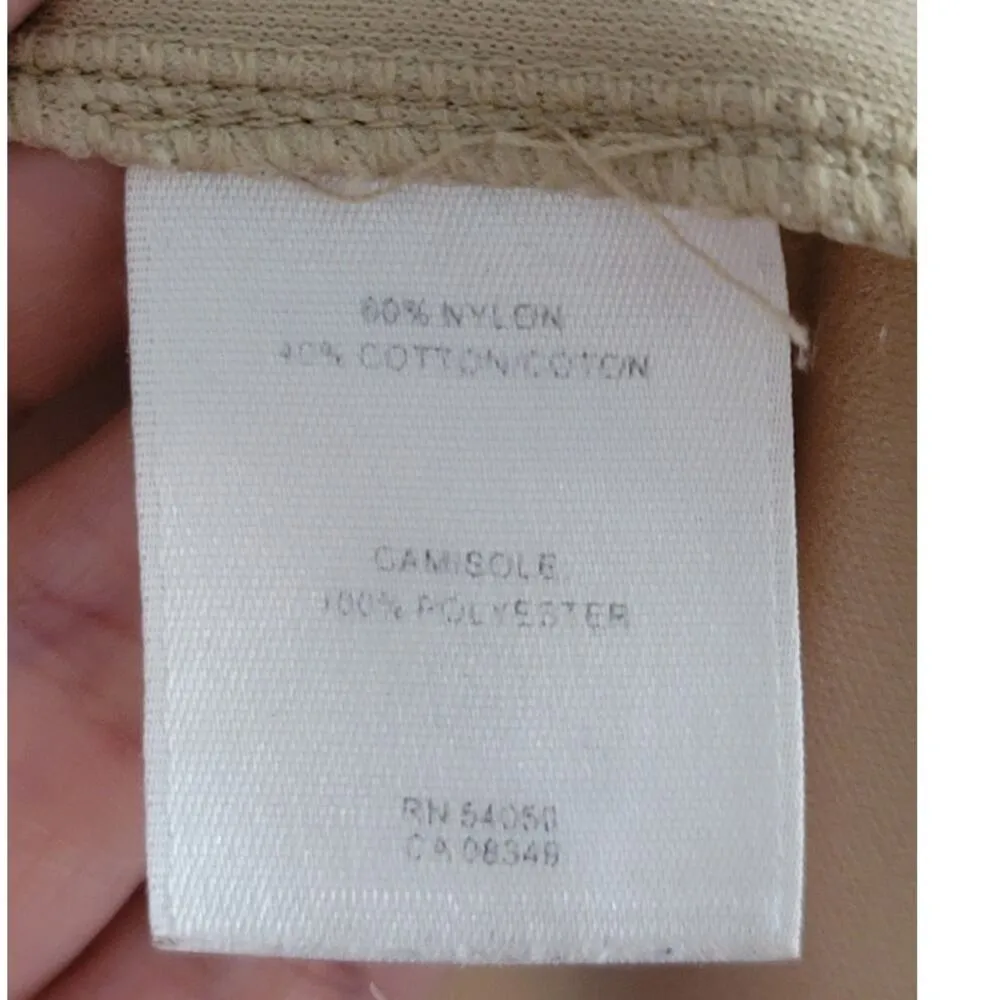 60% NYLON
40% COTTON/COTON
CAMISOLE
100% POLYESTER
RN 54050
CA 08349